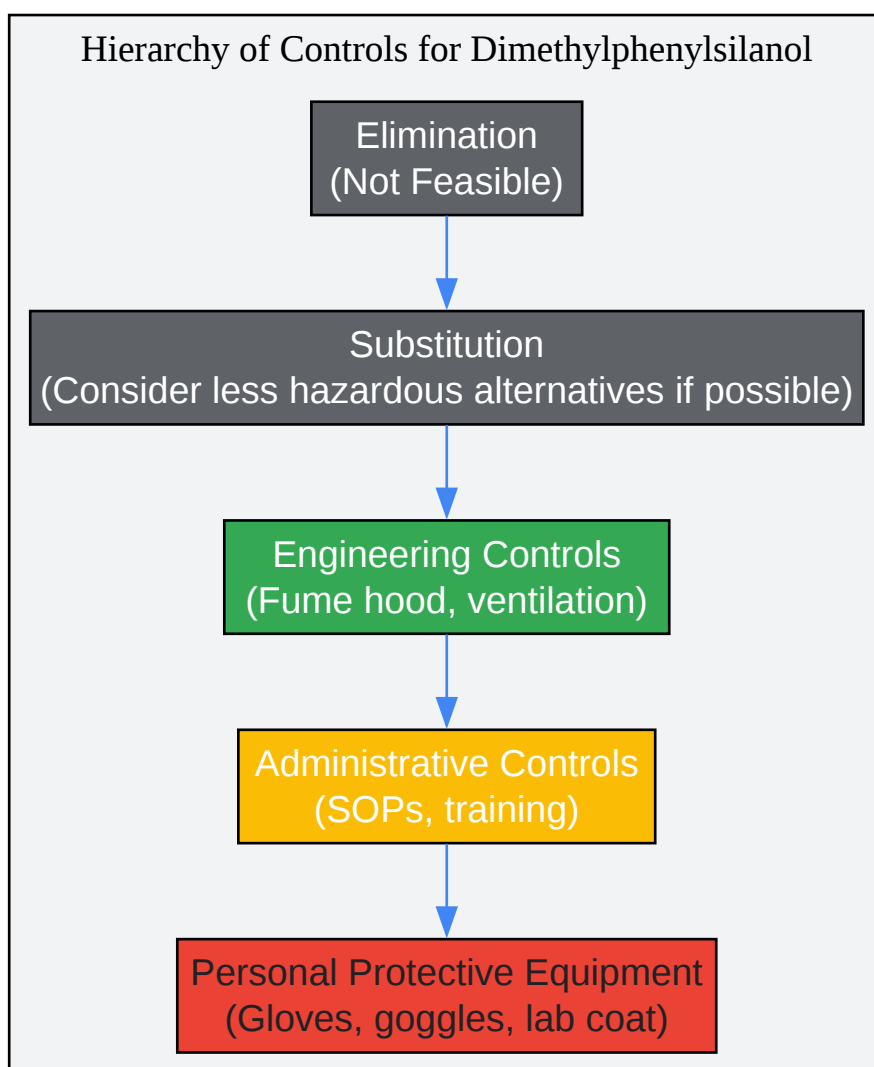 Hierarchy of Controls for Dimethylphenylsilanol
Elimination
(Not Feasible)
Substitution
(Consider less hazardous alternatives if possible)
Engineering Controls
(Fume hood, ventilation)
Administrative Controls
(SOPs, training)
Personal Protective Equipment
(Gloves, goggles, lab coat)